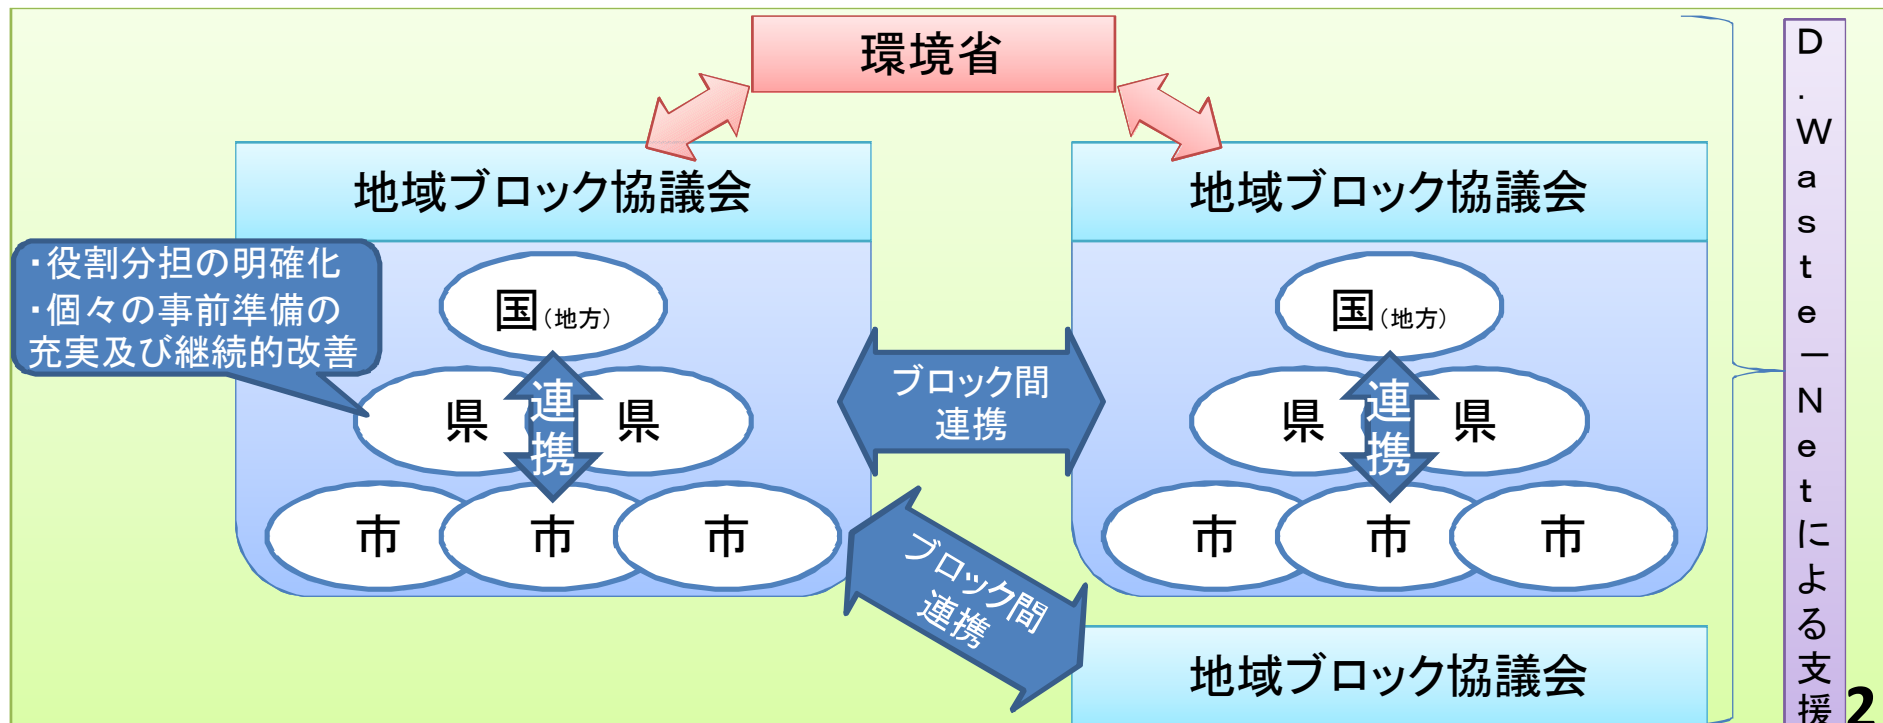 環境省
地域ブロック協議会
地域ブロック協議会
・役割分担の明確化
・個々の事前準備の
充実及び継続的改善
国(地方)
県
県
連携
市
市
市
ブロック間
連携
国(地方)
県
県
連携
市
市
市
ブロック間
連携
地域ブロック協議会
D.Waste－Netによる支援
2